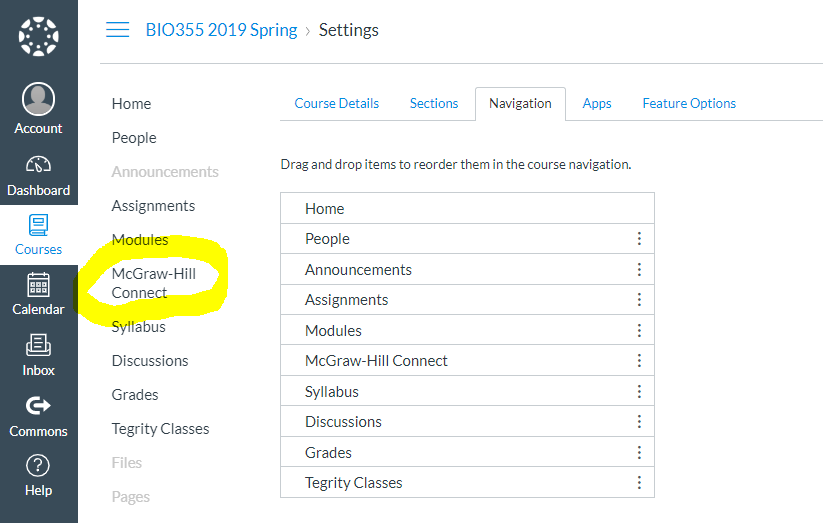 BIO355 2019 Spring › Settings
Account
Dashboard
Courses
Calendar
Inbox
Commons
Help
Home
People
Announcements
Assignments
Modules
McGraw-Hill
Connect
Syllabus
Discussions
Grades
Tegrity Classes
Files
Pages
Course Details Sections Navigation Apps Feature Options
Drag and drop items to reorder them in the course navigation.
Home
People
Announcements
Assignments
Modules
McGraw-Hill Connect
Syllabus
Discussions
Grades
Tegrity Classes